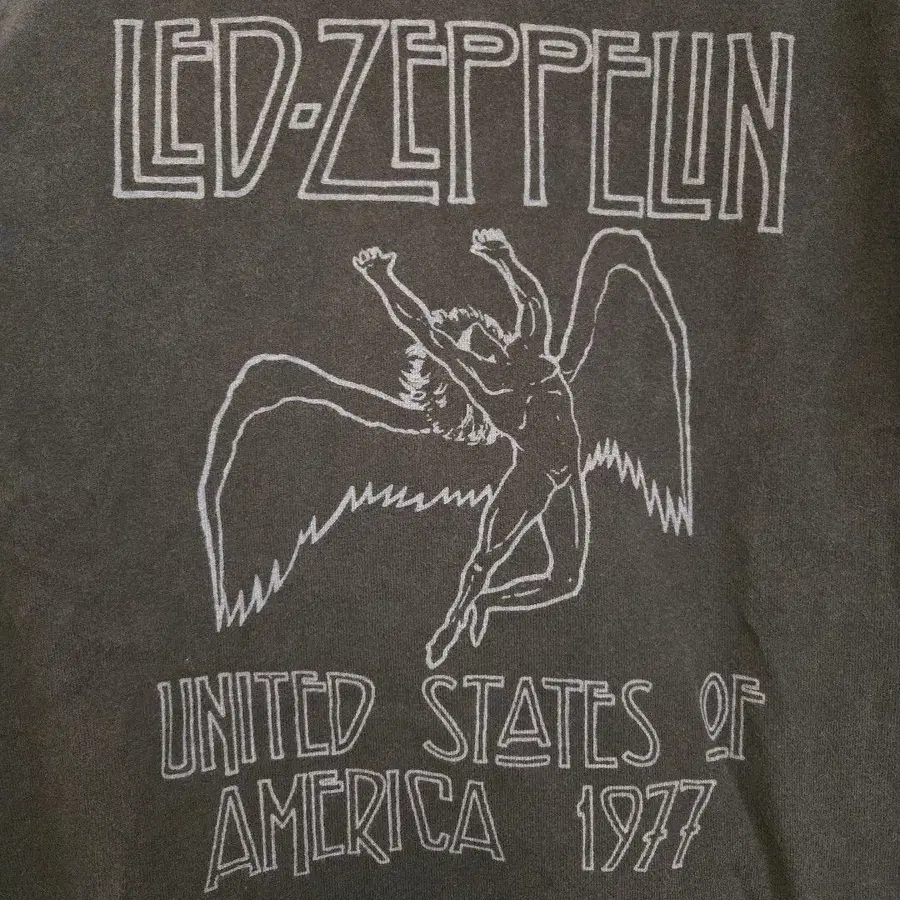 LED-ZEPPELIN
UNITED STATES OF
AMERICA 1977